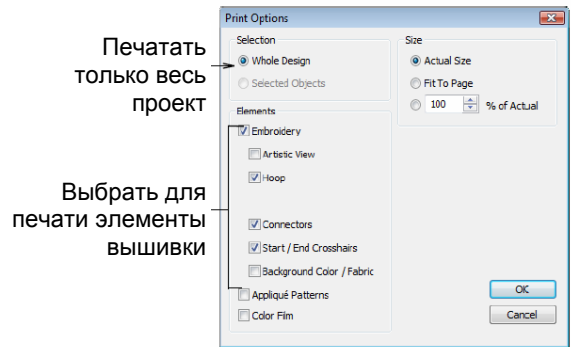 Print Options
Печатать
только весь
проект
Selection
Whole Design
Selected Objects
Size
Actual Size
Fit To Page
100 % of Actual
Elements
Embroidery
Artistic View
Hoop
Connectors
Start / End Crosshairs
Background Color / Fabric
Appliqué Patterns
Color Film
Выбрать для
печати элементы
вышивки
OK
Cancel